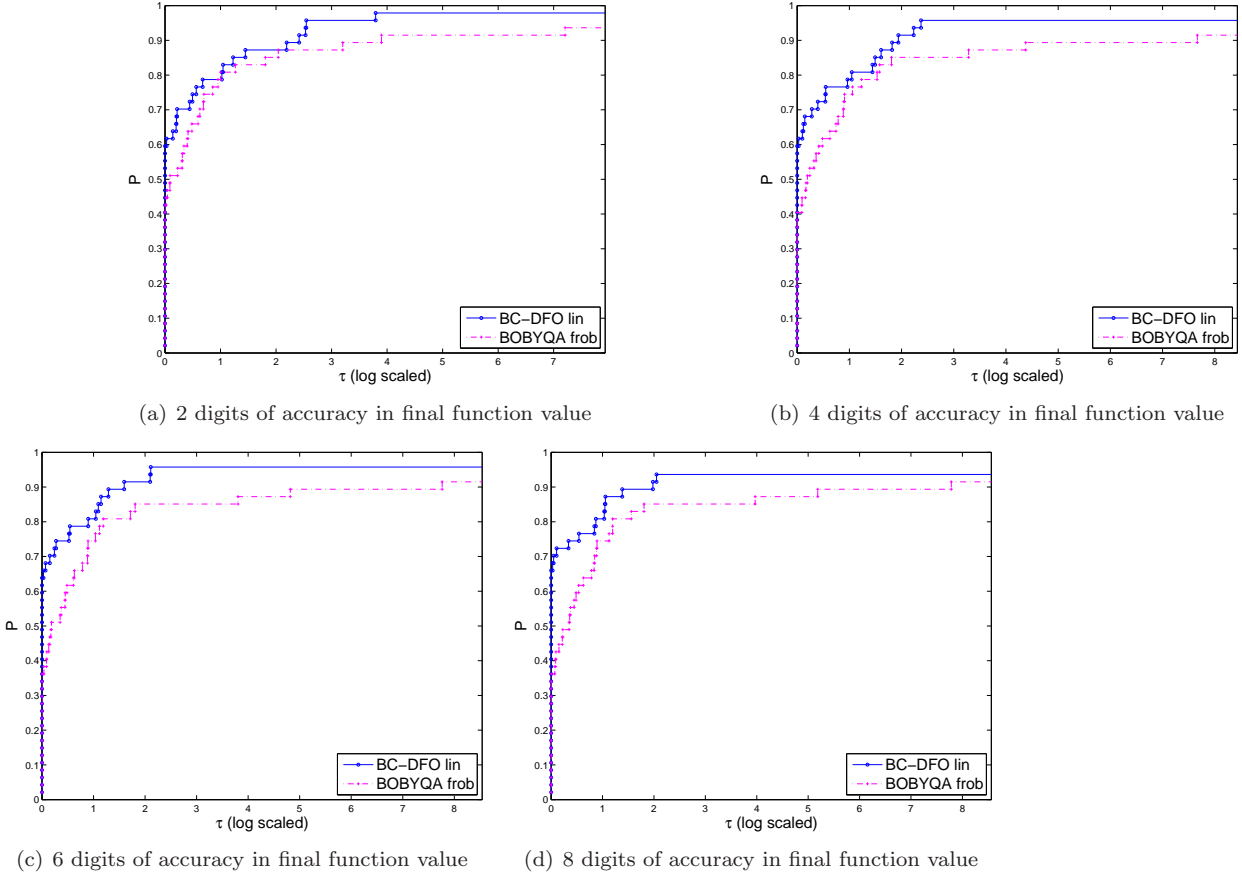 1
0.9
0.8
0.7
0.6
0.5
0.4
0.3
0.2
0.1
0
P
0 1 2 3 4 5 6 7
τ (log scaled)
BC−DFO lin
BOBYQA frob
(a) 2 digits of accuracy in final function value
1
0.9
0.8
0.7
0.6
0.5
0.4
0.3
0.2
0.1
0
P
0 1 2 3 4 5 6 7 8
τ (log scaled)
BC−DFO lin
BOBYQA frob
(b) 4 digits of accuracy in final function value
1
0.9
0.8
0.7
0.6
0.5
0.4
0.3
0.2
0.1
0
P
0 1 2 3 4 5 6 7 8
τ (log scaled)
BC−DFO lin
BOBYQA frob
(c) 6 digits of accuracy in final function value
1
0.9
0.8
0.7
0.6
0.5
0.4
0.3
0.2
0.1
0
P
0 1 2 3 4 5 6 7 8
τ (log scaled)
BC−DFO lin
BOBYQA frob
(d) 8 digits of accuracy in final function value